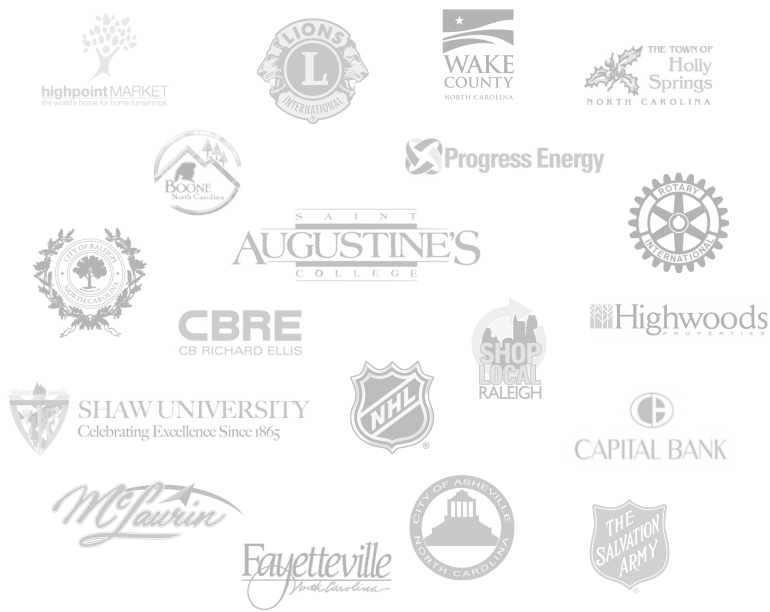 highpoint MARKET
the world's home for home furnishings
LIONS
L
INTERNATIONAL
WAKE
COUNTY
NORTH CAROLINA
THE TOWN OF
Holly
Springs
NORTH CAROLINA
BOONE
North Carolina
Progress Energy
SAINT
AUGUSTINE'S
COLLEGE
ROTARY
INTERNATIONAL
CITY OF RALEIGH
NORTH CAROLINA
CBRE
CB RICHARD ELLIS
SHOP
LOCAL
RALEIGH
Highwoods
PROPERTIES
SHAW UNIVERSITY
Celebrating Excellence Since 1865
NHL
®
CAPITAL BANK
McLaurin
CITY OF ASHEVILLE
NORTH CAROLINA
THE
SALVATION
ARMY
®
Fayetteville
North Carolina